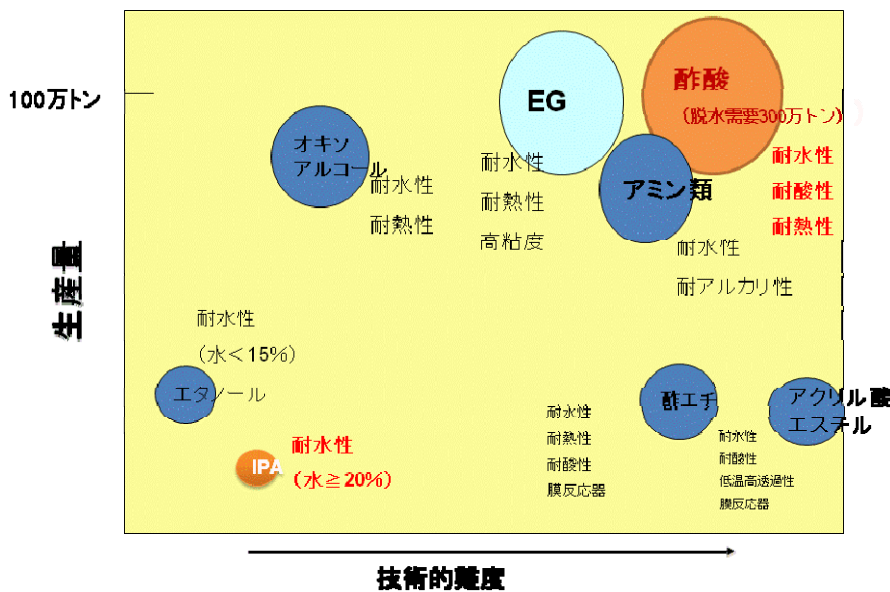 100万トン
生産量
EG
酢酸
(脱水需要300万トン)
オキソ
アルコール
耐水性
耐熱性
耐水性
耐熱性
高粘度
アミン類
耐水性
耐酸性
耐熱性
耐水性
耐アルカリ性
耐水性
(水<15%)
エタノール
IPA
耐水性
(水≧20%)
酢エチ
耐水性
耐熱性
耐酸性
膜反応器
アクリル酸
エステル
耐水性
耐酸性
低温高透過性
膜反応器
技術的難度